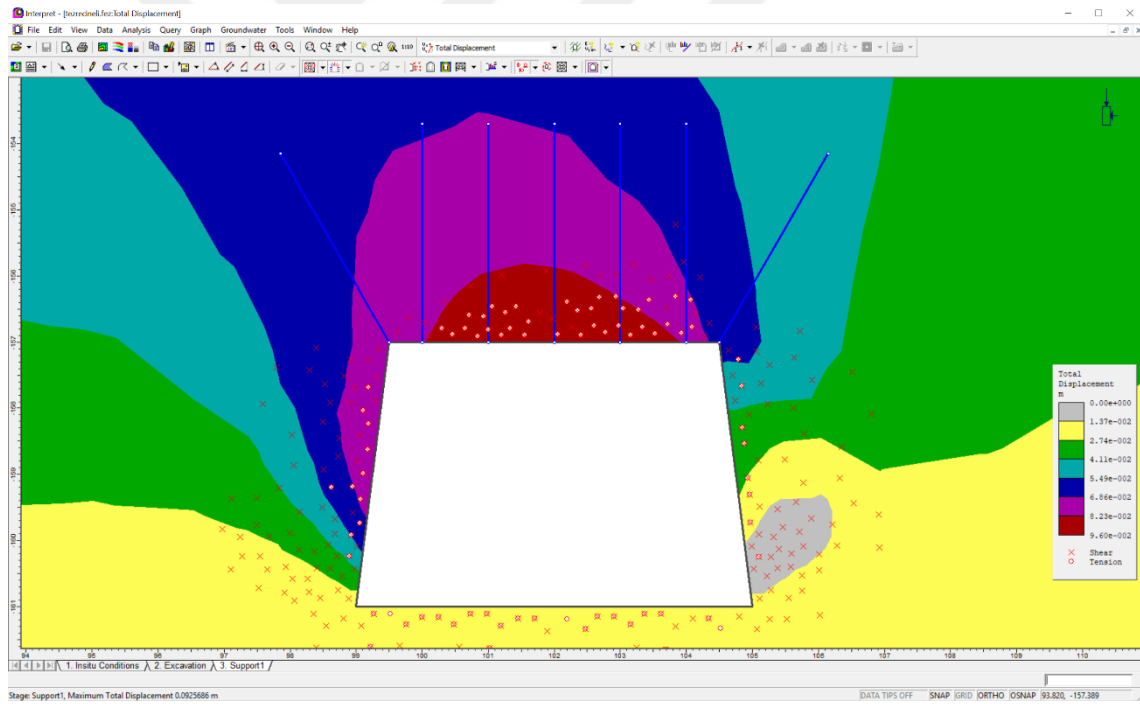 Interpret - [tezrecineli.fez:Total Displacement]
File Edit View Data Analysis Query Graph Groundwater Tools Window Help
1:10 Total Displacement
-154
-155
-156
-157
-158
-159
-160
-161
Total
Displacement
m
0.00e+000
1.37e-002
2.74e-002
4.11e-002
5.49e-002
6.86e-002
8.23e-002
9.60e-002
Shear
Tension
94 95 96 97 98 99 100 101 102 103 104 105 106 107 108 109 110
1. Insitu Conditions 2. Excavation 3. Support1
Stage: Support1, Maximum Total Displacement 0.0925686 m DATA TIPS OFF SNAP GRID ORTHO OSNAP 93.820, -157.389